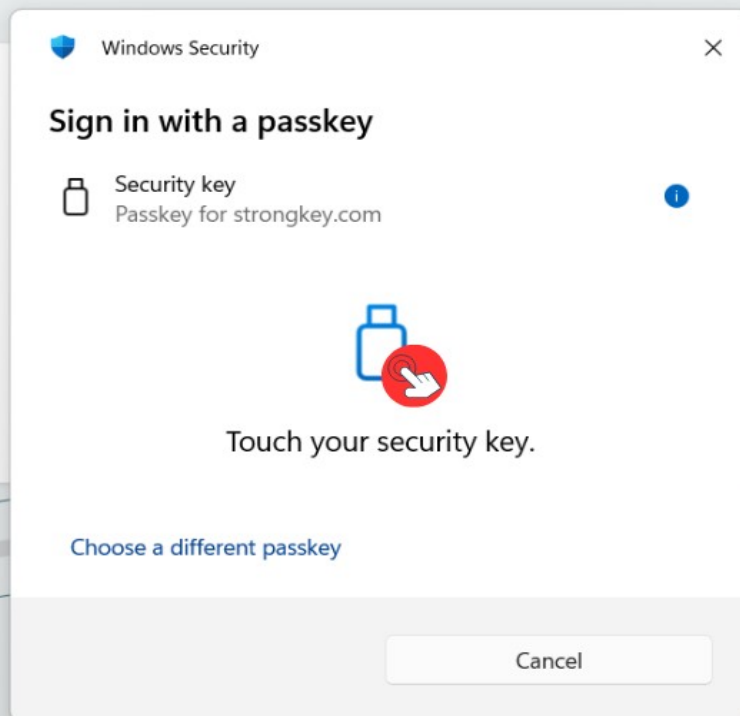 Windows Security
Sign in with a passkey
Security key
Passkey for strongkey.com
i
Touch your security key.
Choose a different passkey
Cancel